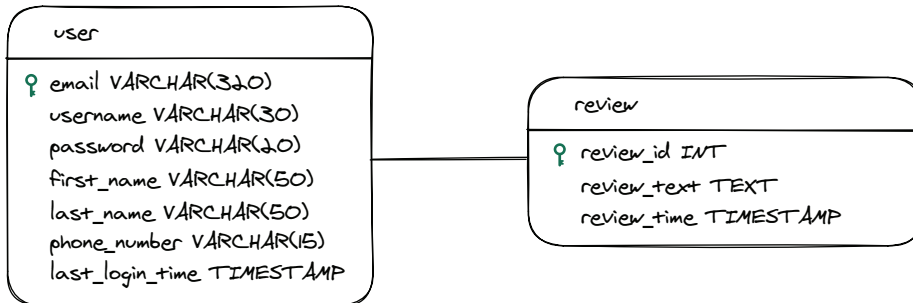 user
email VARCHAR(320)
username VARCHAR(30)
password VARCHAR(20)
first_name VARCHAR(50)
last_name VARCHAR(50)
phone_number VARCHAR(15)
last_login_time TIMESTAMP
review
review_id INT
review_text TEXT
review_time TIMESTAMP